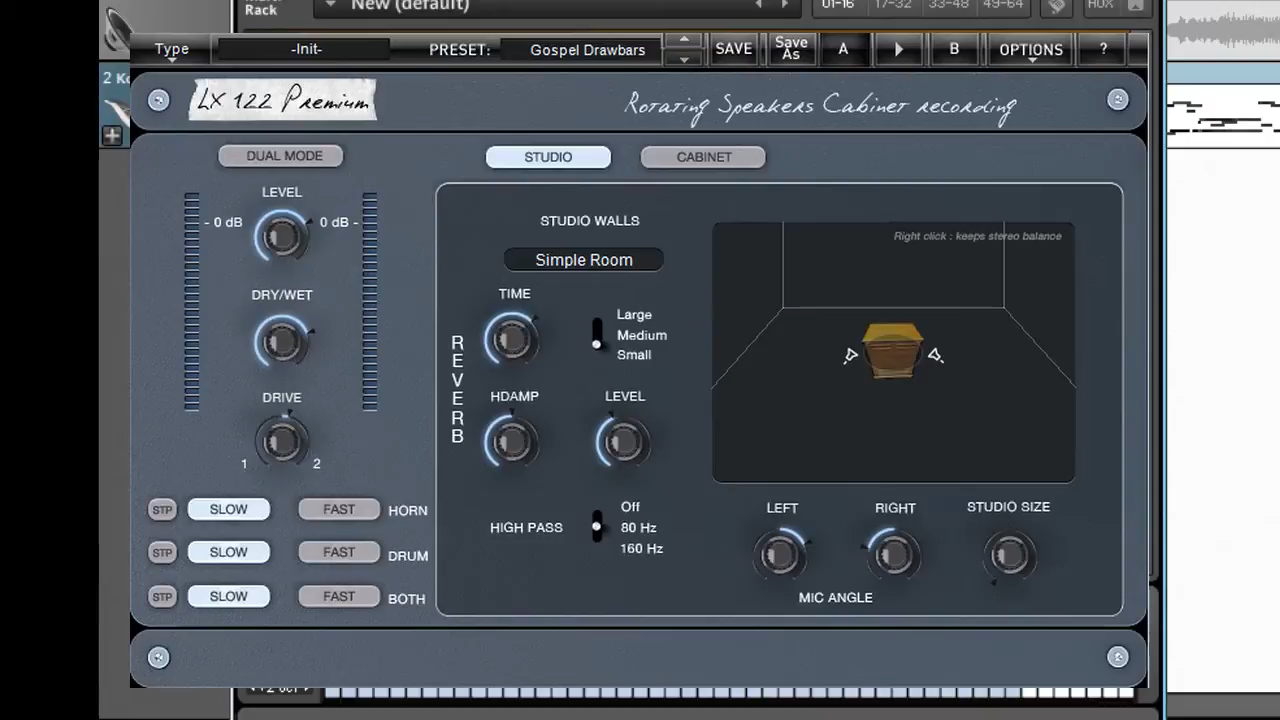 Rack
New (default)
01-16 17-32 33-48 49-64
Type
-Init-
PRESET:
Gospel Drawbars
SAVE
Save
As
A
B
OPTIONS
?
2 Ko
LX 122 Premium
Rotating Speakers Cabinet recording
DUAL MODE
STUDIO
CABINET
LEVEL
- 0 dB
0 dB -
DRY/WET
DRIVE
1
2
STP SLOW FAST HORN
STP SLOW FAST DRUM
STP SLOW FAST BOTH
STUDIO WALLS
Simple Room
REVERB
TIME
Large
Medium
Small
HDAMP
LEVEL
HIGH PASS
Off
80 Hz
160 Hz
Right click : keeps stereo balance
LEFT
RIGHT
STUDIO SIZE
MIC ANGLE